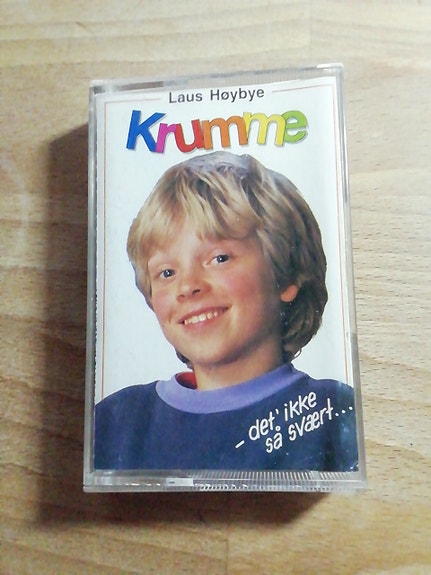 Laus Høybye
Krumme
- det' ikke
så svært...